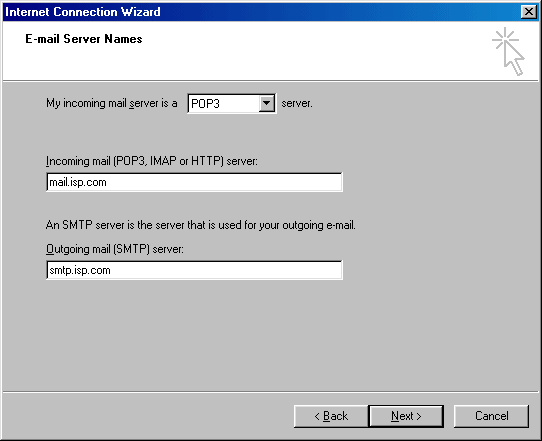 Internet Connection Wizard
E-mail Server Names
My incoming mail server is a POP3 server.
Incoming mail (POP3, IMAP or HTTP) server:
mail.isp.com
An SMTP server is the server that is used for your outgoing e-mail.
Outgoing mail (SMTP) server:
smtp.isp.com
< Back Next > Cancel